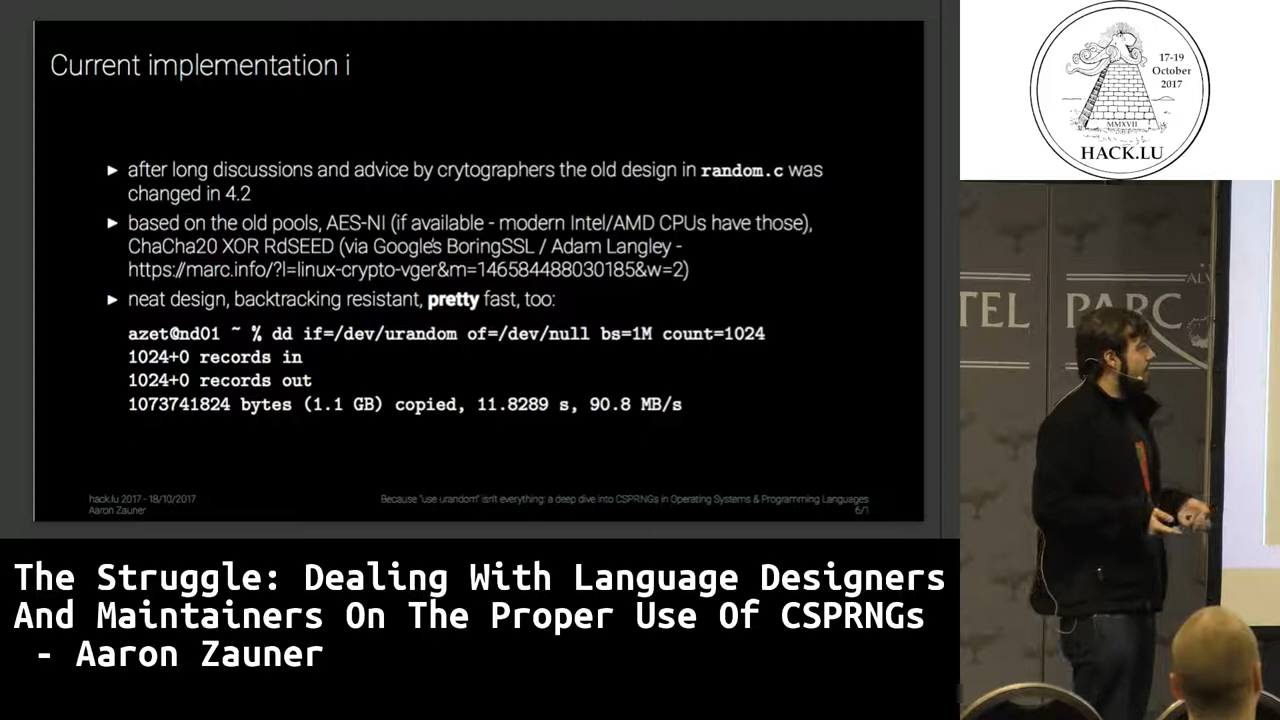 Current implementation i
▶ after long discussions and advice by crytographers the old design in random.c was
changed in 4.2
▶ based on the old pools, AES-NI (if available - modern Intel/AMD CPUs have those),
ChaCha20 XOR RdSEED (via Google's BoringSSL / Adam Langley -
https://marc.info/?l=linux-crypto-vger&m=146584488030185&w=2)
▶ neat design, backtracking resistant, pretty fast, too:
azet@nd01 ~ % dd if=/dev/urandom of=/dev/null bs=1M count=1024
1024+0 records in
1024+0 records out
1073741824 bytes (1.1 GB) copied, 11.8289 s, 90.8 MB/s
hack.lu 2017 - 18/10/2017
Aaron Zauner
Because "use urandom" isn't everything: a deep dive into CSPRNGs in Operating Systems & Programming Languages
6/1
17-19
October
2017
MMXVII
HACK.LU
TEL PARC
The Struggle: Dealing With Language Designers
And Maintainers On The Proper Use Of CSPRNGs
- Aaron Zauner